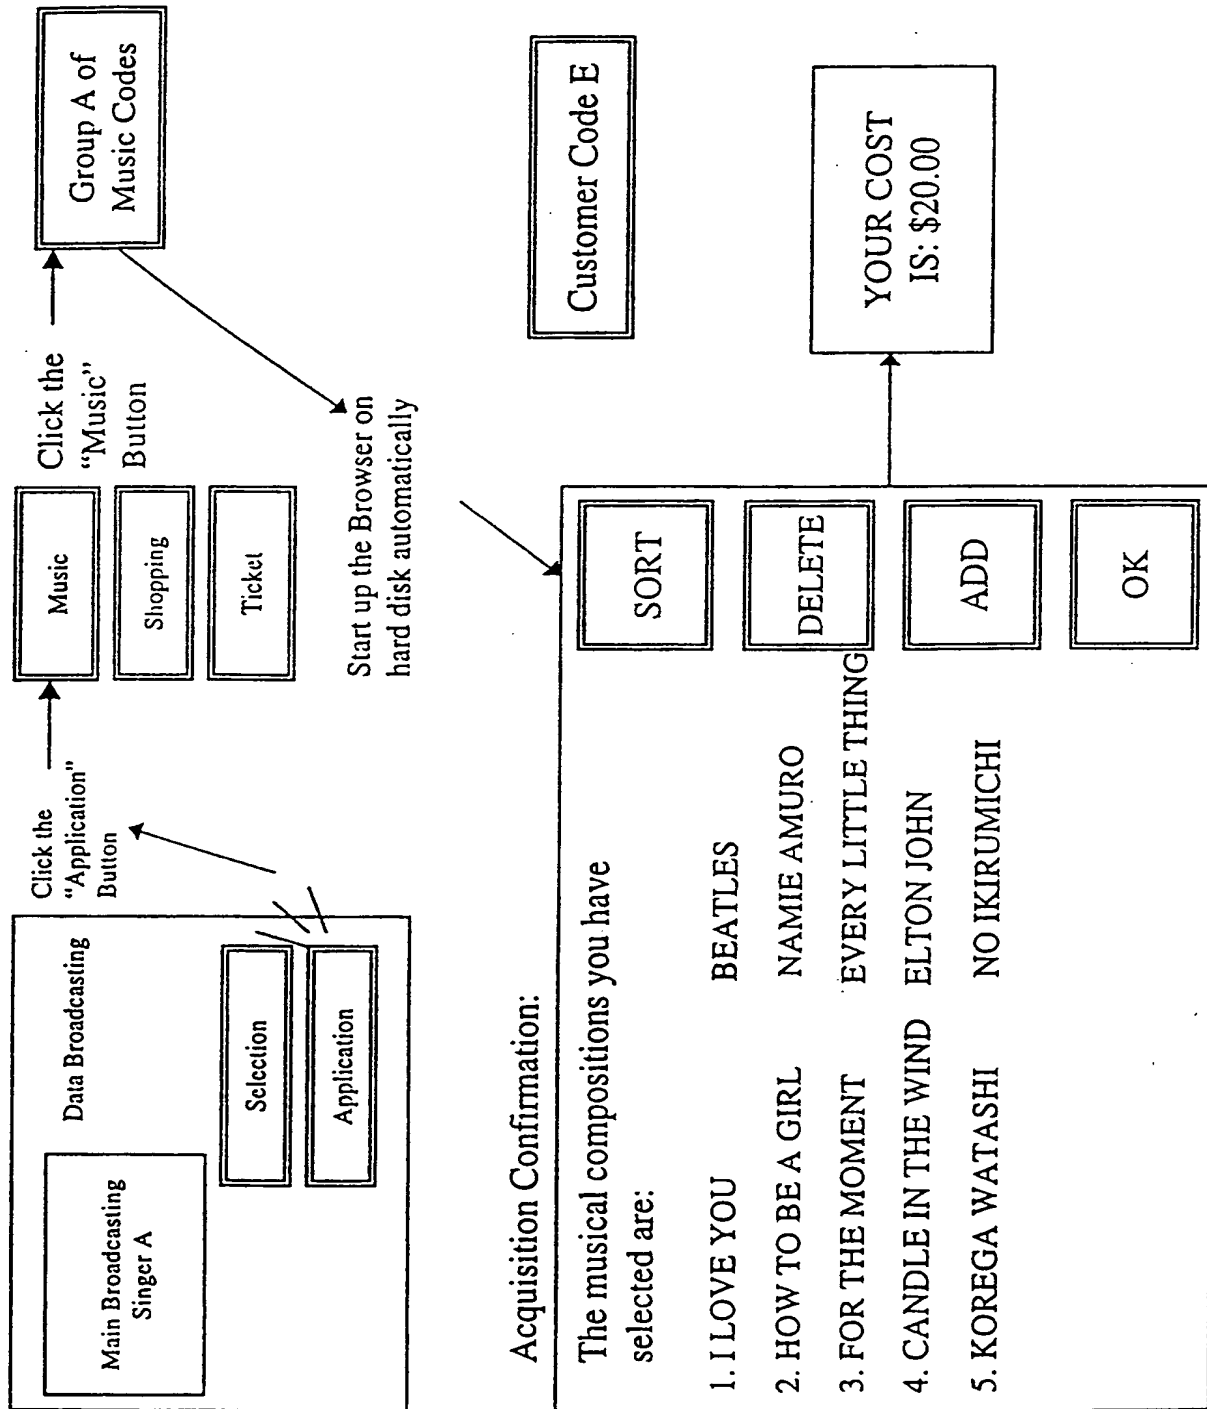 Main Broadcasting
Singer A
Data Broadcasting
Selection
Application
Click the
“Application”
Button
Music
Shopping
Ticket
Click the
“Music”
Button
Group A of
Music Codes
Start up the Browser on
hard disk automatically
Customer Code E
Acquisition Confirmation:
The musical compositions you have
selected are:
1. I LOVE YOU BEATLES
2. HOW TO BE A GIRL NAMIE AMURO
3. FOR THE MOMENT EVERY LITTLE THING
4. CANDLE IN THE WIND ELTON JOHN
5. KOREGA WATASHI NO IKIRUMICHI
SORT
DELETE
ADD
OK
YOUR COST
IS: $20.00